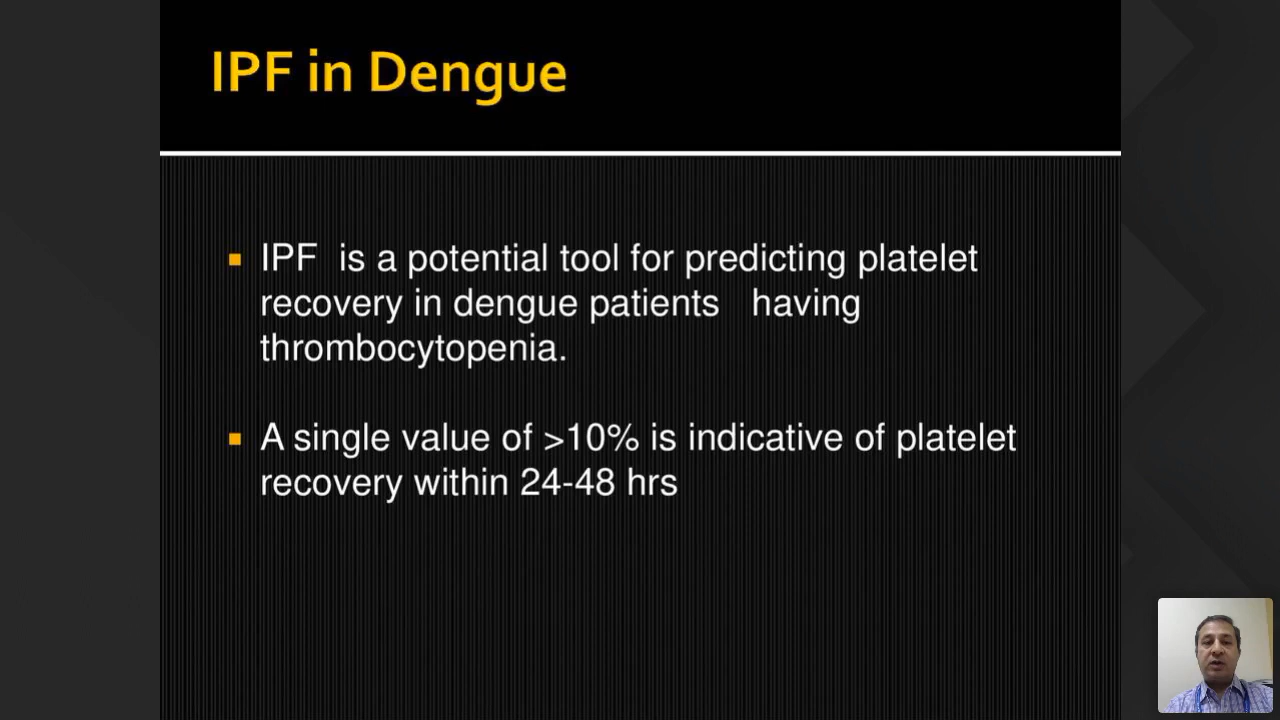 IPF in Dengue
IPF  is a potential tool for predicting platelet
recovery in dengue patients   having
thrombocytopenia.
A single value of >10% is indicative of platelet
recovery within 24-48 hrs